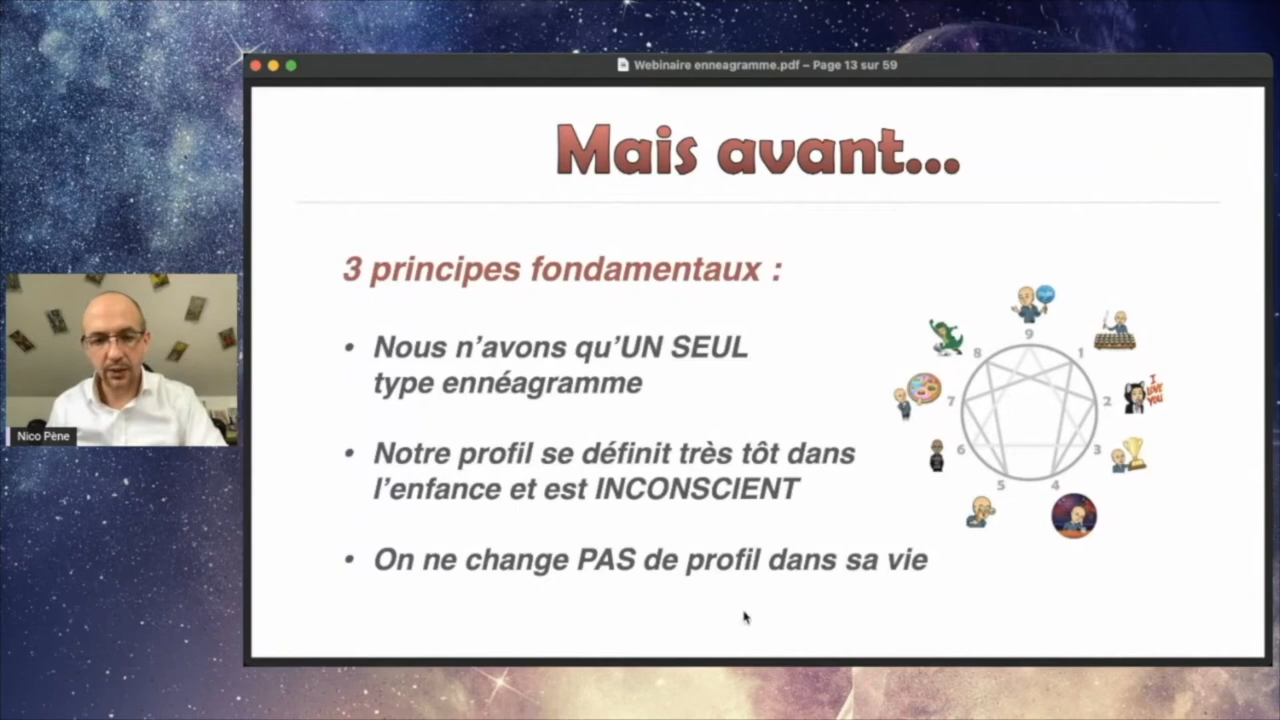 Webinaire enneagramme.pdf – Page 13 sur 59
Mais avant...
3 principes fondamentaux :
• Nous n'avons qu'UN SEUL
type ennéagramme
• Notre profil se définit très tôt dans
l'enfance et est INCONSCIENT
• On ne change PAS de profil dans sa vie
9
8
1
7
2
6
3
5
4
I
LOVE
YOU
Nico Pène